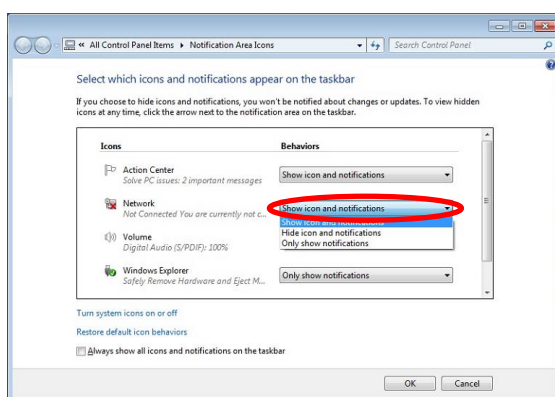 « All Control Panel Items ▸ Notification Area Icons
Search Control Panel
Select which icons and notifications appear on the taskbar
If you choose to hide icons and notifications, you won't be notified about changes or updates. To view hidden
icons at any time, click the arrow next to the notification area on the taskbar.
Icons Behaviors
Action Center
Solve PC issues: 2 important messages
Show icon and notifications
Network
Not Connected You are currently not c...
Show icon and notifications
Show icon and notifications
Hide icon and notifications
Only show notifications
Volume
Digital Audio (S/PDIF): 100%
Windows Explorer
Safely Remove Hardware and Eject M...
Only show notifications
Turn system icons on or off
Restore default icon behaviors
Always show all icons and notifications on the taskbar
OK Cancel